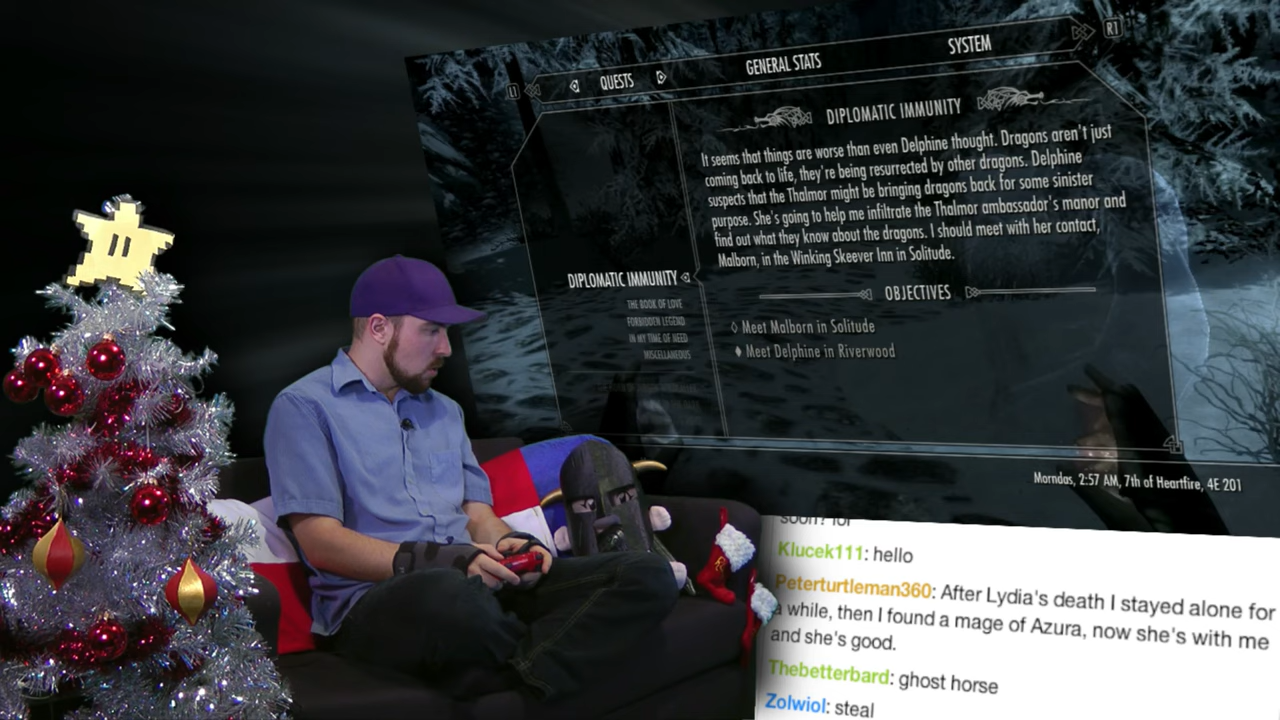 L1
QUESTS
GENERAL STATS
SYSTEM
R1
DIPLOMATIC IMMUNITY
It seems that things are worse than even Delphine thought. Dragons aren't just
coming back to life, they're being resurrected by other dragons. Delphine
suspects that the Thalmor might be bringing dragons back for some sinister
purpose. She's going to help me infiltrate the Thalmor ambassador's manor and
find out what they know about the dragons. I should meet with her contact,
Malborn, in the Winking Skeever Inn in Solitude.
DIPLOMATIC IMMUNITY
THE BOOK OF LOVE
FORBIDDEN LEGEND
IN MY TIME OF NEED
MISCELLANEOUS
OBJECTIVES
Meet Malborn in Solitude
Meet Delphine in Riverwood
Morndas, 2:57 AM, 7th of Heartfire, 4E 201
soon? for
Klucek111: hello
Peterturtleman360: After Lydia's death I stayed alone for
a while, then I found a mage of Azura, now she's with me
and she's good.
Thebetterbard: ghost horse
Zolwiol: steal